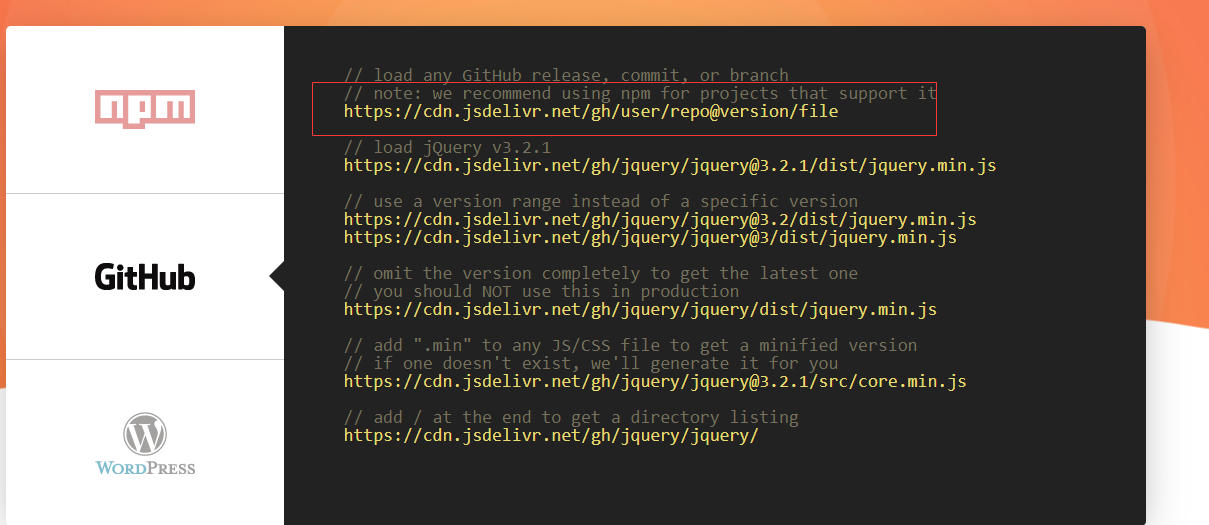 npm
GitHub
WORDPRESS
// load any GitHub release, commit, or branch
// note: we recommend using npm for projects that support it
https://cdn.jsdelivr.net/gh/user/repo@version/file
// load jQuery v3.2.1
https://cdn.jsdelivr.net/gh/jquery/jquery@3.2.1/dist/jquery.min.js
// use a version range instead of a specific version
https://cdn.jsdelivr.net/gh/jquery/jquery@3.2/dist/jquery.min.js
https://cdn.jsdelivr.net/gh/jquery/jquery@3/dist/jquery.min.js
// omit the version completely to get the latest one
// you should NOT use this in production
https://cdn.jsdelivr.net/gh/jquery/jquery/dist/jquery.min.js
// add ".min" to any JS/CSS file to get a minified version
// if one doesn't exist, we'll generate it for you
https://cdn.jsdelivr.net/gh/jquery/jquery@3.2.1/src/core.min.js
// add / at the end to get a directory listing
https://cdn.jsdelivr.net/gh/jquery/jquery/